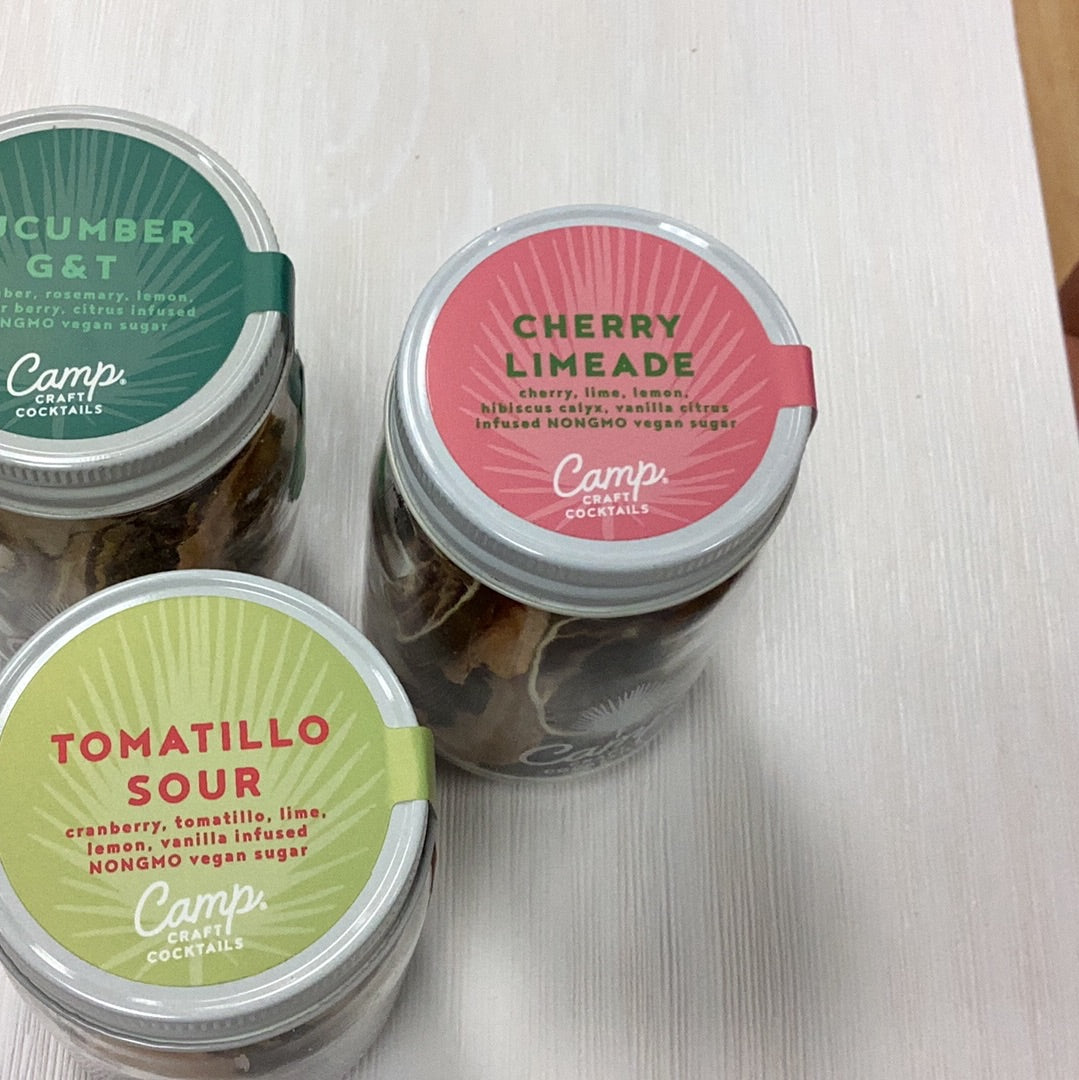 UCUMBER
G&T
ber, rosemary, lemon,
r berry, citrus infused
NGMO vegan sugar
Camp®
CRAFT
COCKTAILS
CHERRY
LIMEADE
cherry, lime, lemon,
hibiscus calyx, vanilla citrus
infused NONGMO vegan sugar
Camp®
CRAFT
COCKTAILS
TOMATILLO
SOUR
cranberry, tomatillo, lime,
lemon, vanilla infused
NONGMO vegan sugar
Camp®
CRAFT
COCKTAILS